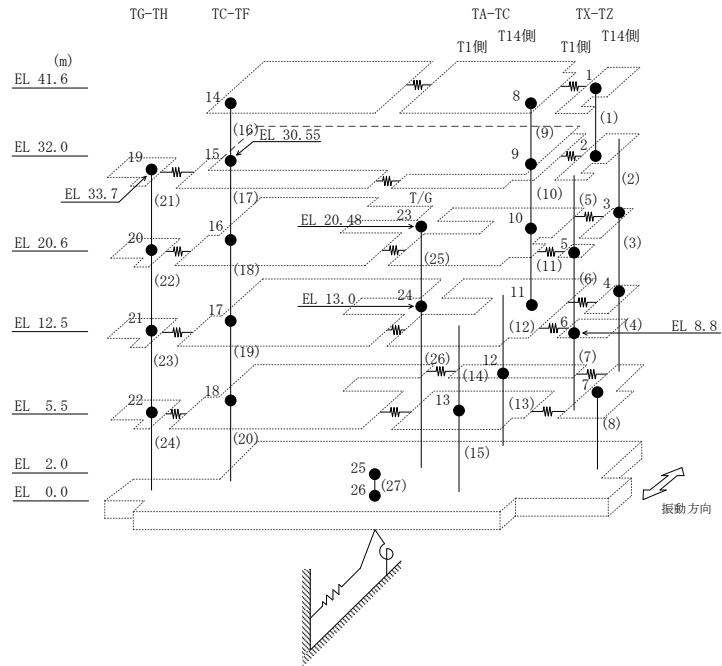 TG-TH TC-TF TA-TC TX-TZ
T1側 T14側 T1側 T14側
(m)
EL 41.6
14 8 1
(16) (9) (1)
EL 30.55
EL 32.0
19 15 9 2
EL 33.7
(21) (17) (10) (2)
T/G
16 EL 20.48 23 10 (5) 3
EL 20.6
20 (25) (11) 5 (3)
(22) (18) (6)
EL 13.0 24 11 4
EL 12.5
21 17 (12) 6 (4) EL 8.8
(23) (19) (26) 12 (7)
(14)
EL 5.5
22 18 13 (13) 7
(24) (20) (15) (8)
EL 2.0
25
EL 0.0
26 (27)
振動方向